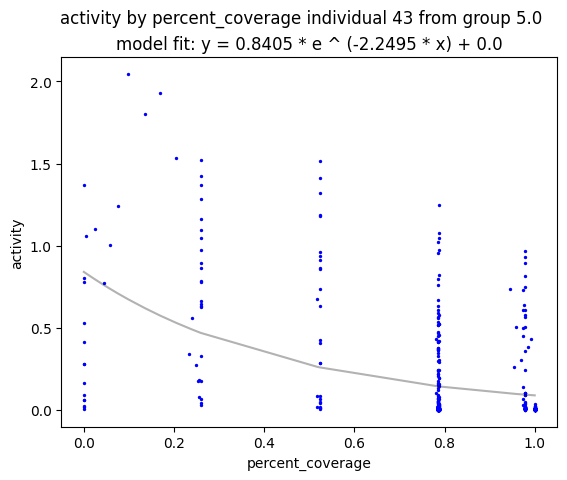 activity by percent_coverage individual 43 from group 5.0
model fit: y = 0.8405 * e ^ (-2.2495 * x) + 0.0
2.0
1.5
1.0
0.5
0.0
activity
0.0 0.2 0.4 0.6 0.8 1.0
percent_coverage